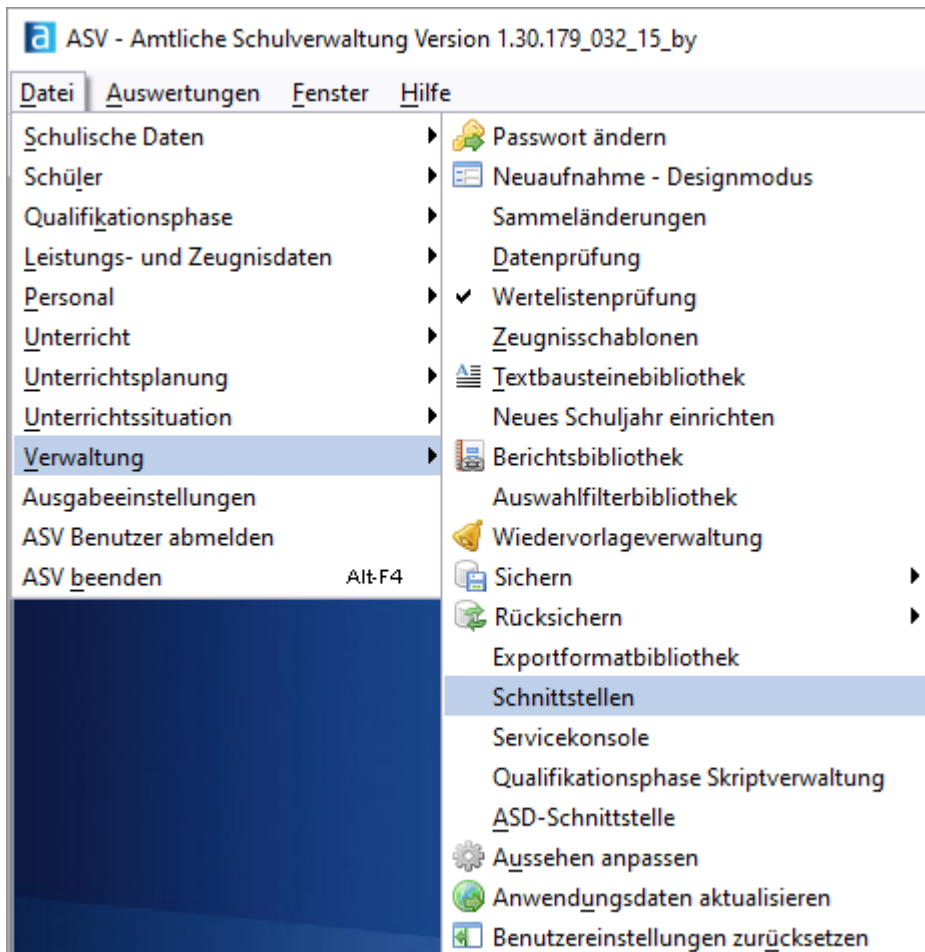 a ASV - Amtliche Schulverwaltung Version 1.30.179_032_15_by
Datei Auswertungen Fenster Hilfe
Schulische Daten
Schüler
Qualifikationsphase
Leistungs- und Zeugnisdaten
Personal
Unterricht
Unterrichtsplanung
Unterrichtssituation
Verwaltung
Ausgabeeinstellungen
ASV Benutzer abmelden
ASV beenden Alt-F4
Passwort ändern
Neuaufnahme - Designmodus
Sammeländerungen
Datenprüfung
Wertelistenprüfung
Zeugnisschablonen
Textbausteinebibliothek
Neues Schuljahr einrichten
Berichtsbibliothek
Auswahlfilterbibliothek
Wiedervorlageverwaltung
Sichern
Rücksichern
Exportformatbibliothek
Schnittstellen
Servicekonsole
Qualifikationsphase Skriptverwaltung
ASD-Schnittstelle
Aussehen anpassen
Anwendungsdaten aktualisieren
Benutzereinstellungen zurücksetzen